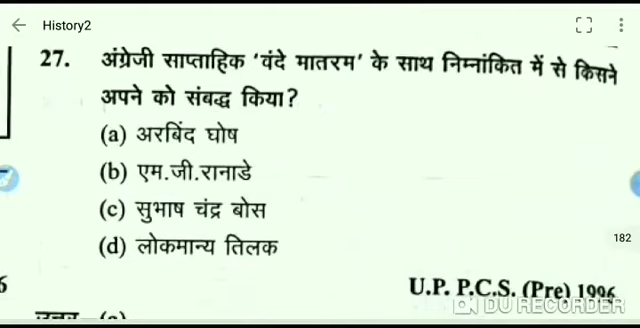 History2
27. अंग्रेजी साप्ताहिक 'वंदे मातरम' के साथ निम्नांकित में से किसने
अपने को संबद्ध किया?
(a) अरबिंद घोष
(b) एम.जी.रानाडे
(c) सुभाष चंद्र बोस
(d) लोकमान्य तिलक
182
U.P. P.C.S. (Pre) 1996
DU RECORDER